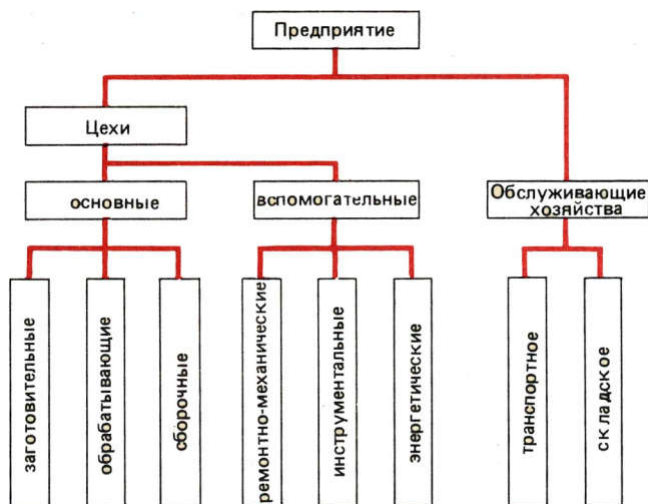 Предприятие
Цехи
основные
вспомогательные
Обслуживающие
хозяйства
заготовительные
обрабатывающие
сборочные
ремонтно-механические
инструментальные
энергетические
транспортное
складское